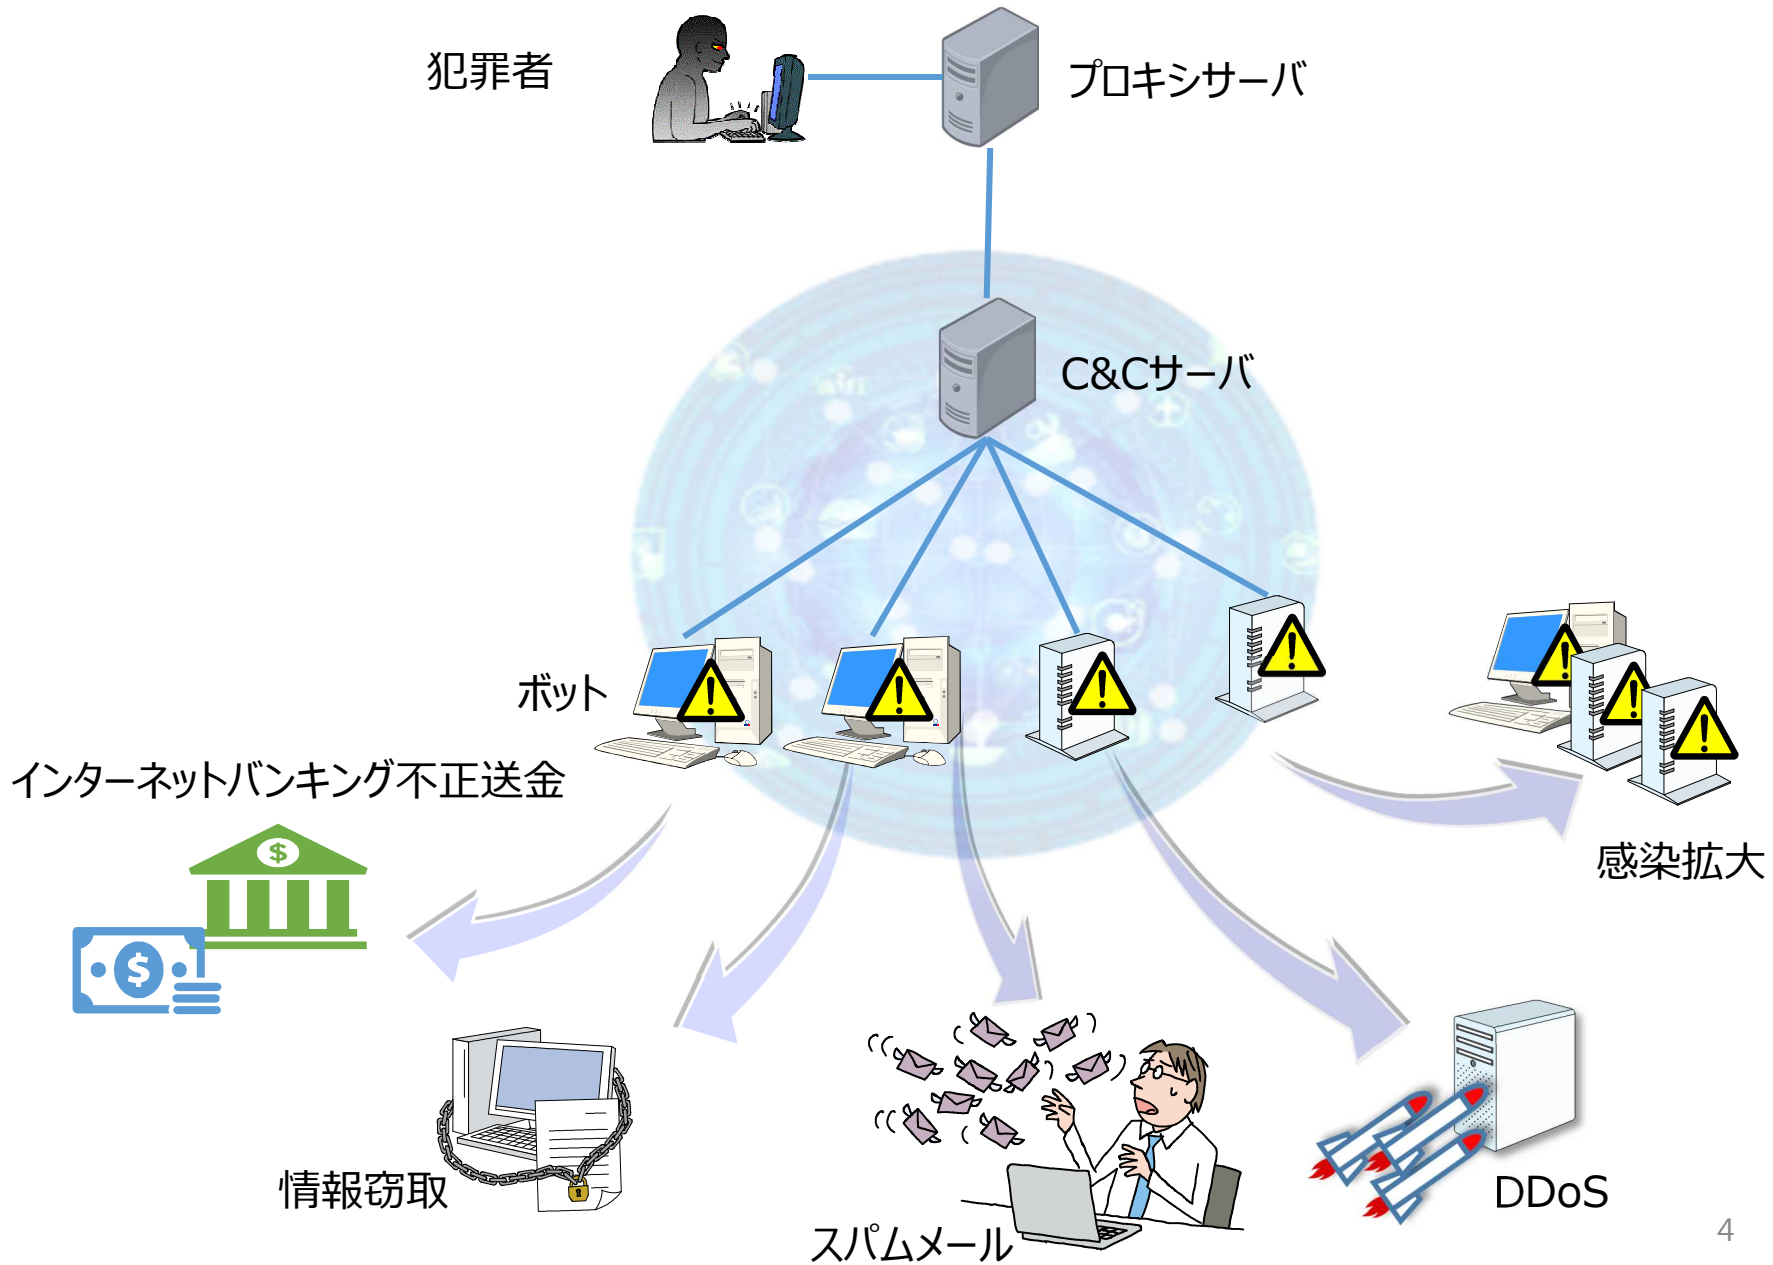 犯罪者
プロキシサーバ
C&Cサーバ
ボット
インターネットバンキング不正送金
$
$
感染拡大
情報窃取
スパムメール
DDoS
4